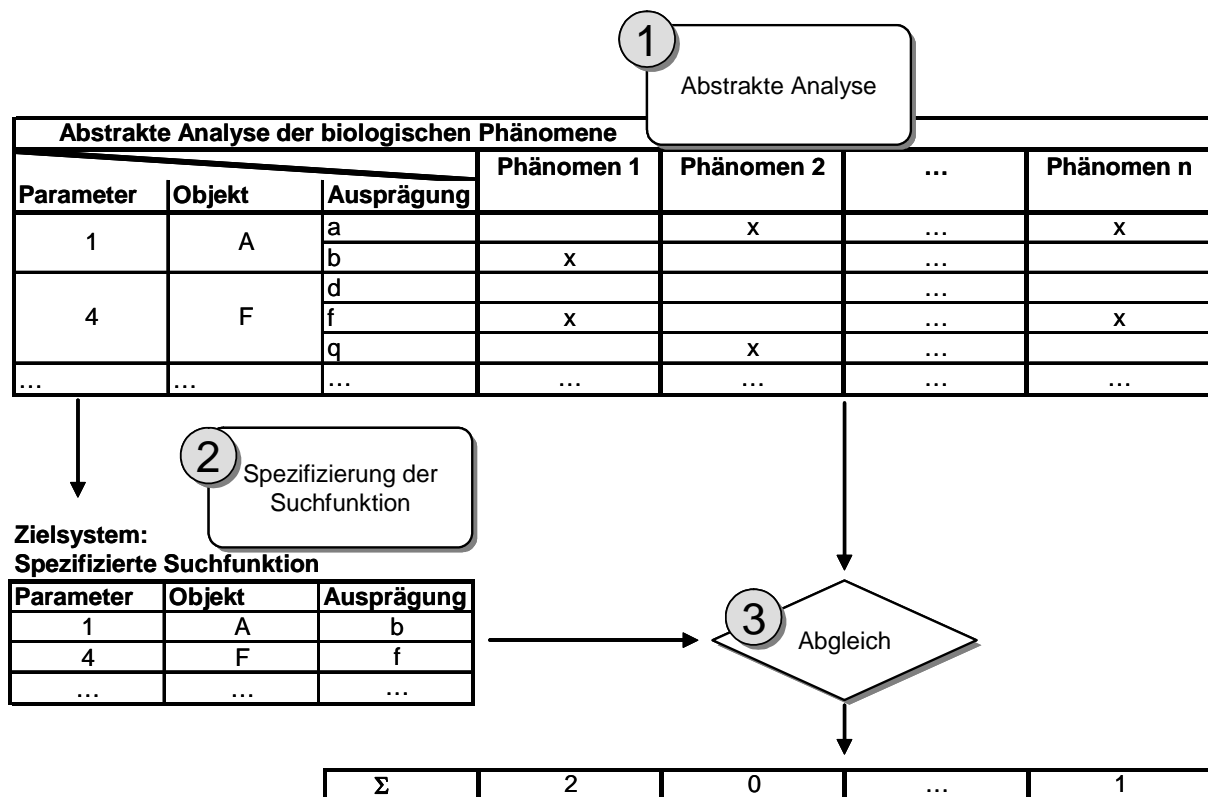 1
Abstrakte Analyse
Abstrakte Analyse der biologischen Phänomene
Phänomen 1 Phänomen 2 … Phänomen n
Parameter Objekt Ausprägung
1 A a x … x
b x …
4 F d …
f x … x
q x …
… … … … … … …
2
Spezifizierung der
Suchfunktion
Zielsystem:
Spezifizierte Suchfunktion
Parameter Objekt Ausprägung
1 A b
4 F f
… … …
3
Abgleich
Σ 2 0 … 1